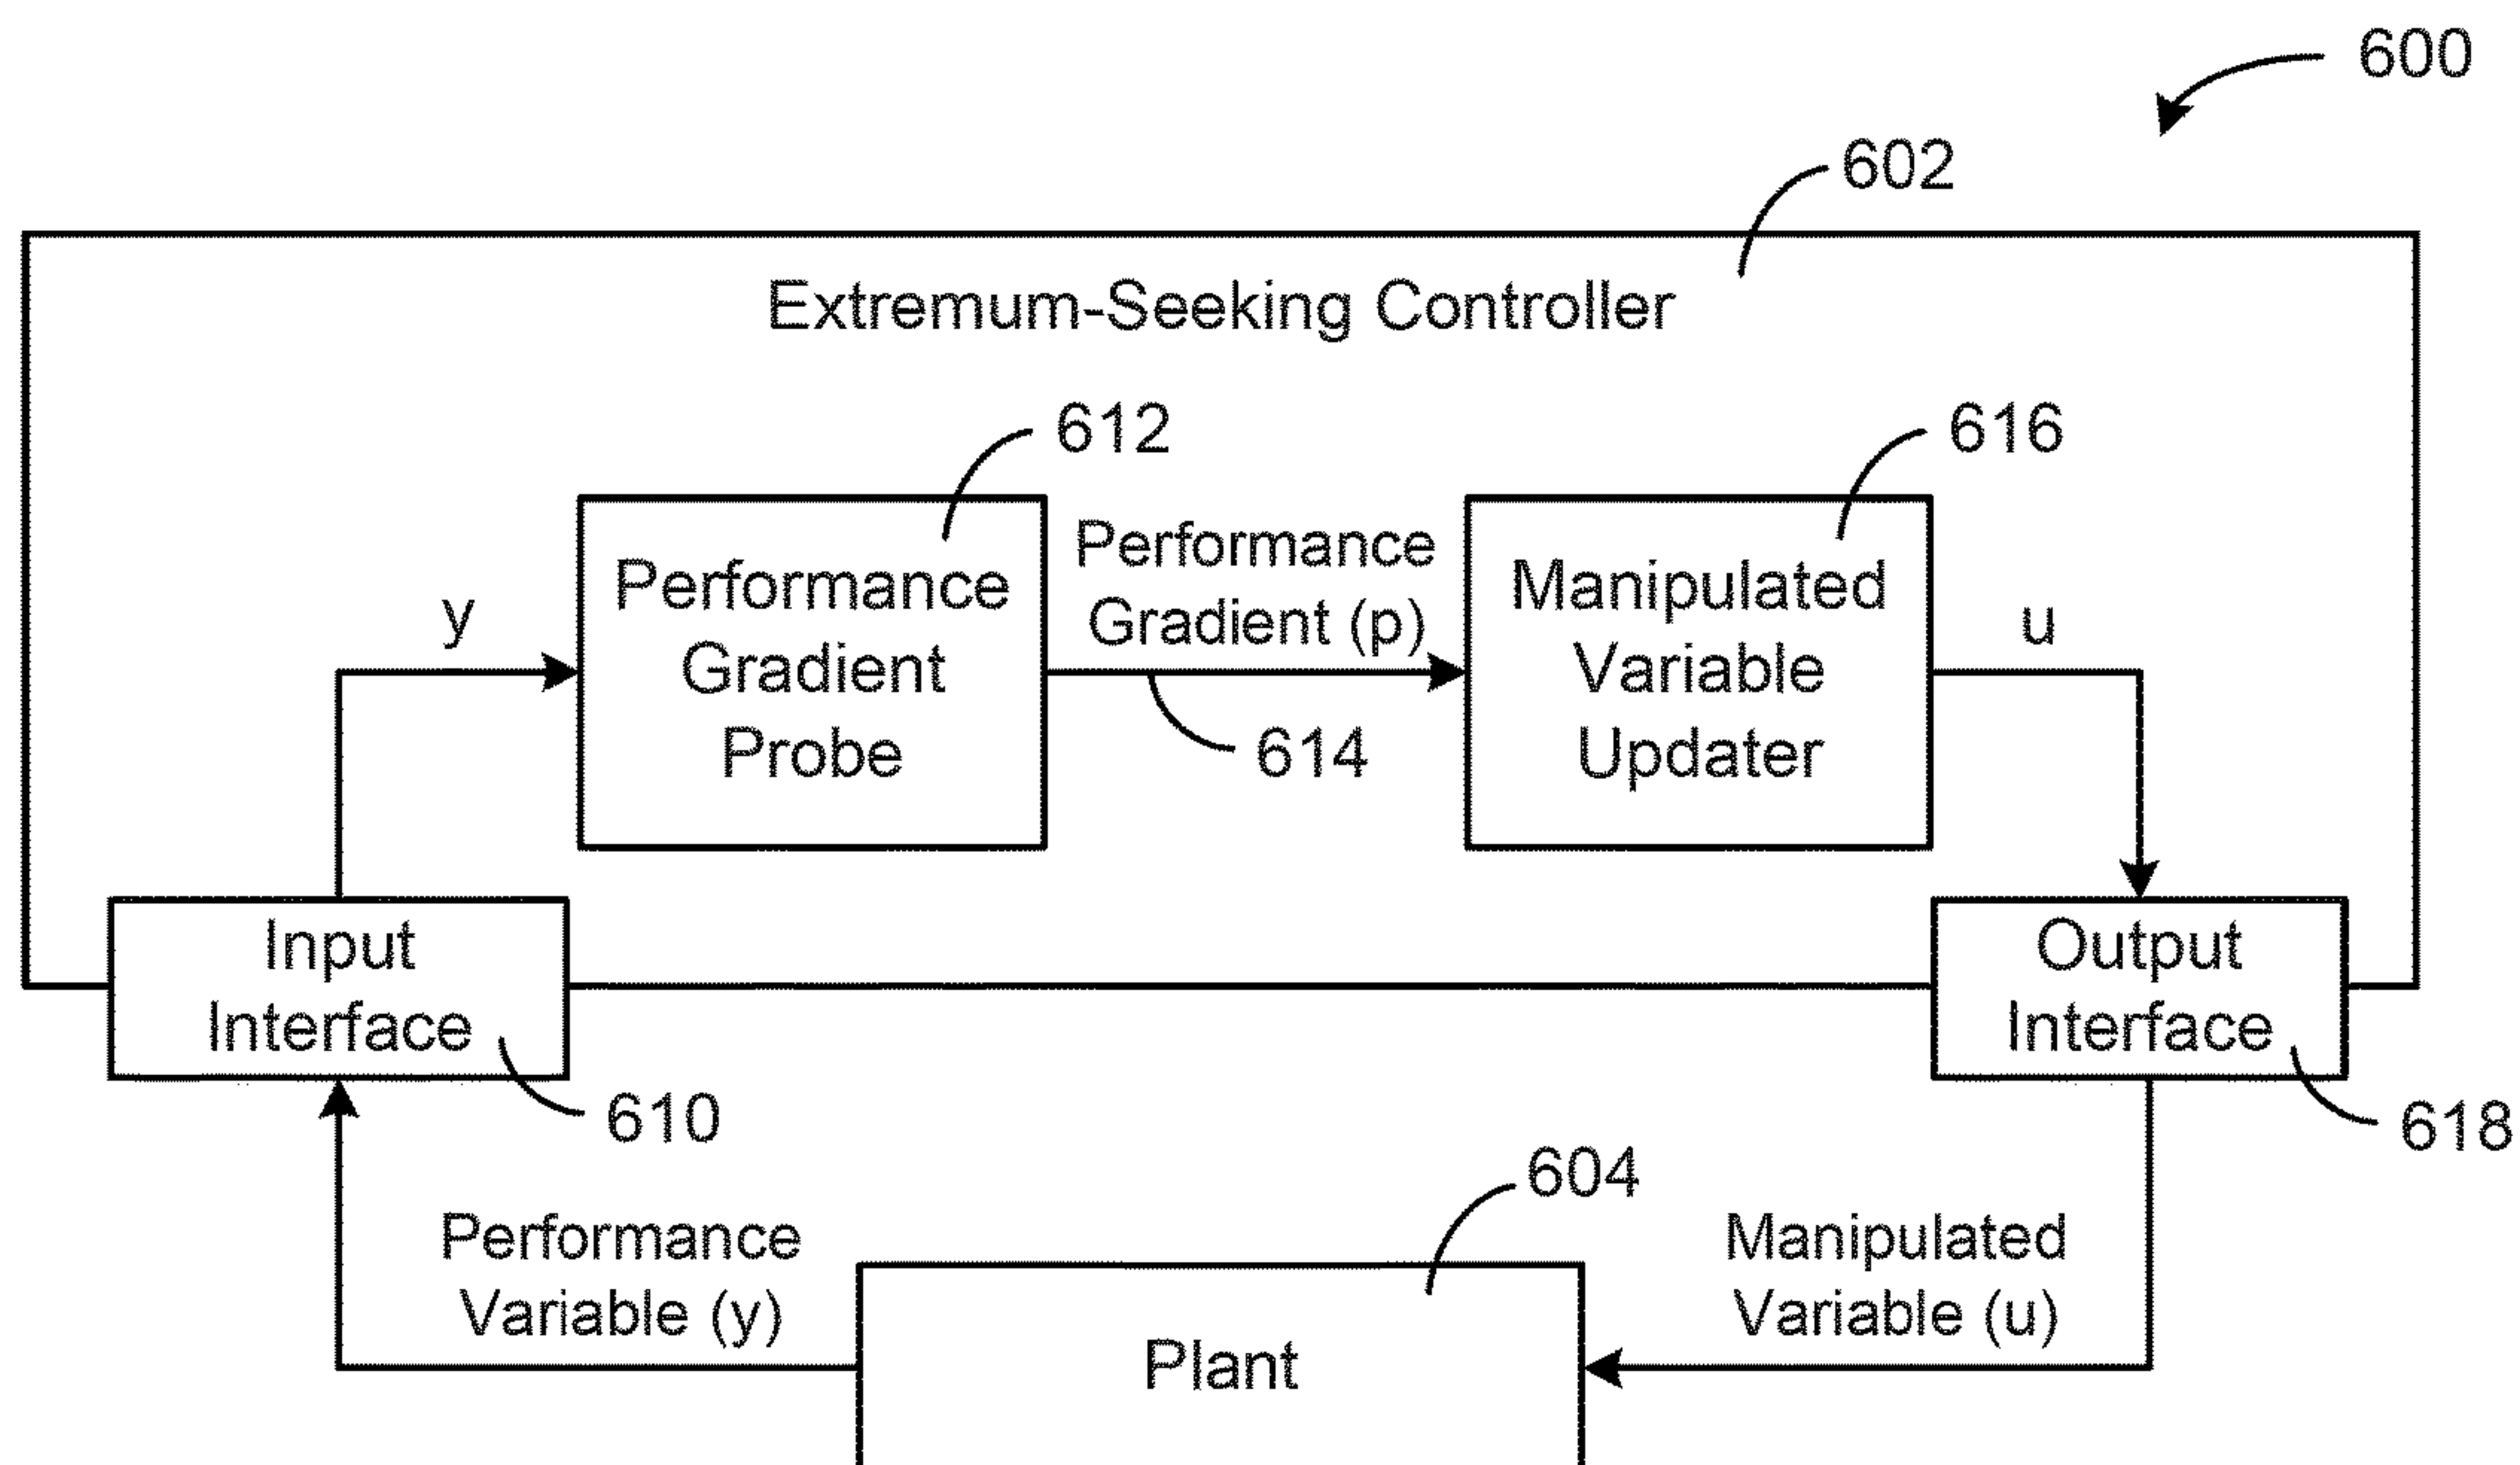 600
602
Extremum-Seeking Controller
612
616
y
Performance
Gradient
Probe
Performance
Gradient (p)
614
Manipulated
Variable
Updater
u
Input
Interface
610
Output
Interface
618
604
Performance
Variable (y)
Plant
Manipulated
Variable (u)